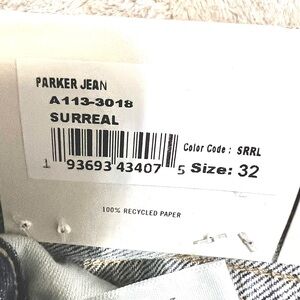 PARKER JEAN
A113-3018
SURREAL
Color Code : SRRL
1 93693 43407 5 Size: 32
100% RECYCLED PAPER